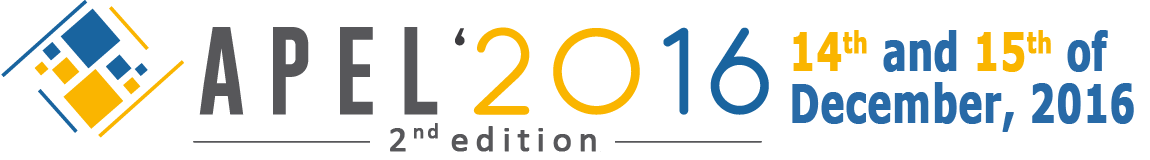 APEL '2016
2nd edition
14th and 15th of
December, 2016